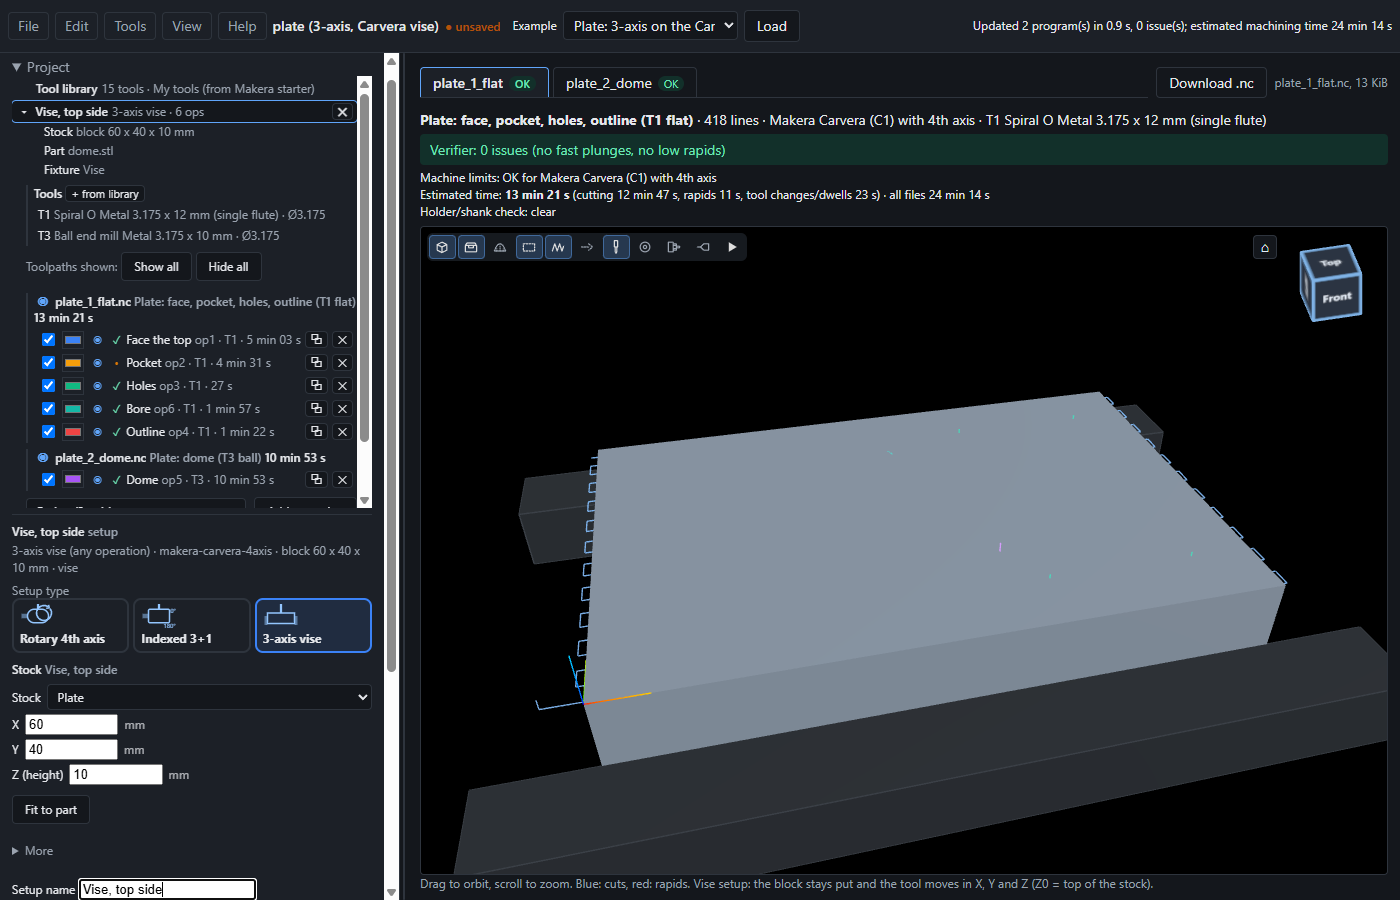 File Edit Tools View Help plate (3-axis, Carvera vise) • unsaved Example Plate: 3-axis on the Car Load Updated 2 program(s) in 0.9 s, 0 issue(s); estimated machining time 24 min 14 s
Project
Tool library 15 tools · My tools (from Makera starter)
Vise, top side 3-axis vise · 6 ops
Stock block 60 x 40 x 10 mm
Part dome.stl
Fixture Vise
Tools + from library
T1 Spiral O Metal 3.175 x 12 mm (single flute) · Ø3.175
T3 Ball end mill Metal 3.175 x 10 mm · Ø3.175
Toolpaths shown: Show all Hide all
plate_1_flat.nc Plate: face, pocket, holes, outline (T1 flat)
13 min 21 s
Face the top op1 · T1 · 5 min 03 s
Pocket op2 · T1 · 4 min 31 s
Holes op3 · T1 · 27 s
Bore op6 · T1 · 1 min 57 s
Outline op4 · T1 · 1 min 22 s
plate_2_dome.nc Plate: dome (T3 ball) 10 min 53 s
Dome op5 · T3 · 10 min 53 s
Vise, top side setup
3-axis vise (any operation) · makera-carvera-4axis · block 60 x 40 x
10 mm · vise
Setup type
Rotary 4th axis Indexed 3+1 3-axis vise
Stock Vise, top side
Stock Plate
X 60 mm
Y 40 mm
Z (height) 10 mm
Fit to part
More
Setup name Vise, top side
plate_1_flat OK plate_2_dome OK Download .nc plate_1_flat.nc, 13 KiB
Plate: face, pocket, holes, outline (T1 flat) · 418 lines · Makera Carvera (C1) with 4th axis · T1 Spiral O Metal 3.175 x 12 mm (single flute)
Verifier: 0 issues (no fast plunges, no low rapids)
Machine limits: OK for Makera Carvera (C1) with 4th axis
Estimated time: 13 min 21 s (cutting 12 min 47 s, rapids 11 s, tool changes/dwells 23 s) · all files 24 min 14 s
Holder/shank check: clear
Top
Front
Drag to orbit, scroll to zoom. Blue: cuts, red: rapids. Vise setup: the block stays put and the tool moves in X, Y and Z (Z0 = top of the stock).